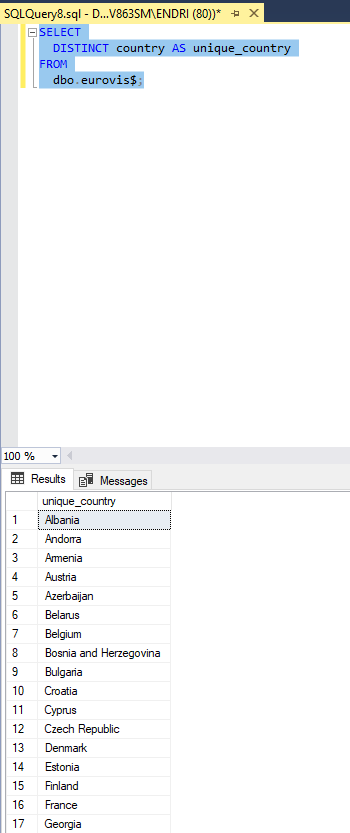 SQLQuery8.sql - D...V863SM\ENDRI (80))*
SELECT
DISTINCT country AS unique_country
FROM
dbo.eurovis$;
100 %
Results Messages
unique_country
1 Albania
2 Andorra
3 Armenia
4 Austria
5 Azerbaijan
6 Belarus
7 Belgium
8 Bosnia and Herzegovina
9 Bulgaria
10 Croatia
11 Cyprus
12 Czech Republic
13 Denmark
14 Estonia
15 Finland
16 France
17 Georgia